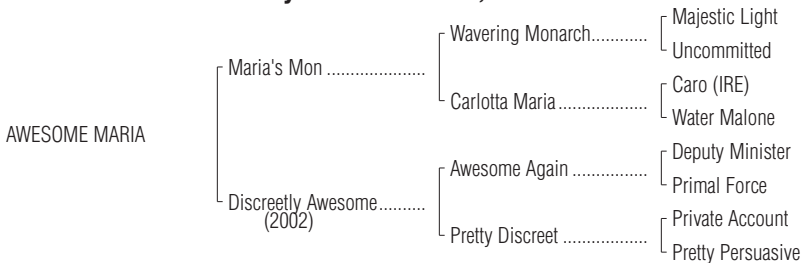 Majestic Light
Wavering Monarch............
Uncommitted
Maria's Mon .....................
Caro (IRE)
Carlotta Maria...................
Water Malone
AWESOME MARIA
Deputy Minister
Awesome Again ................
Primal Force
Discreetly Awesome..........
(2002)
Private Account
Pretty Discreet ..................
Pretty Persuasive